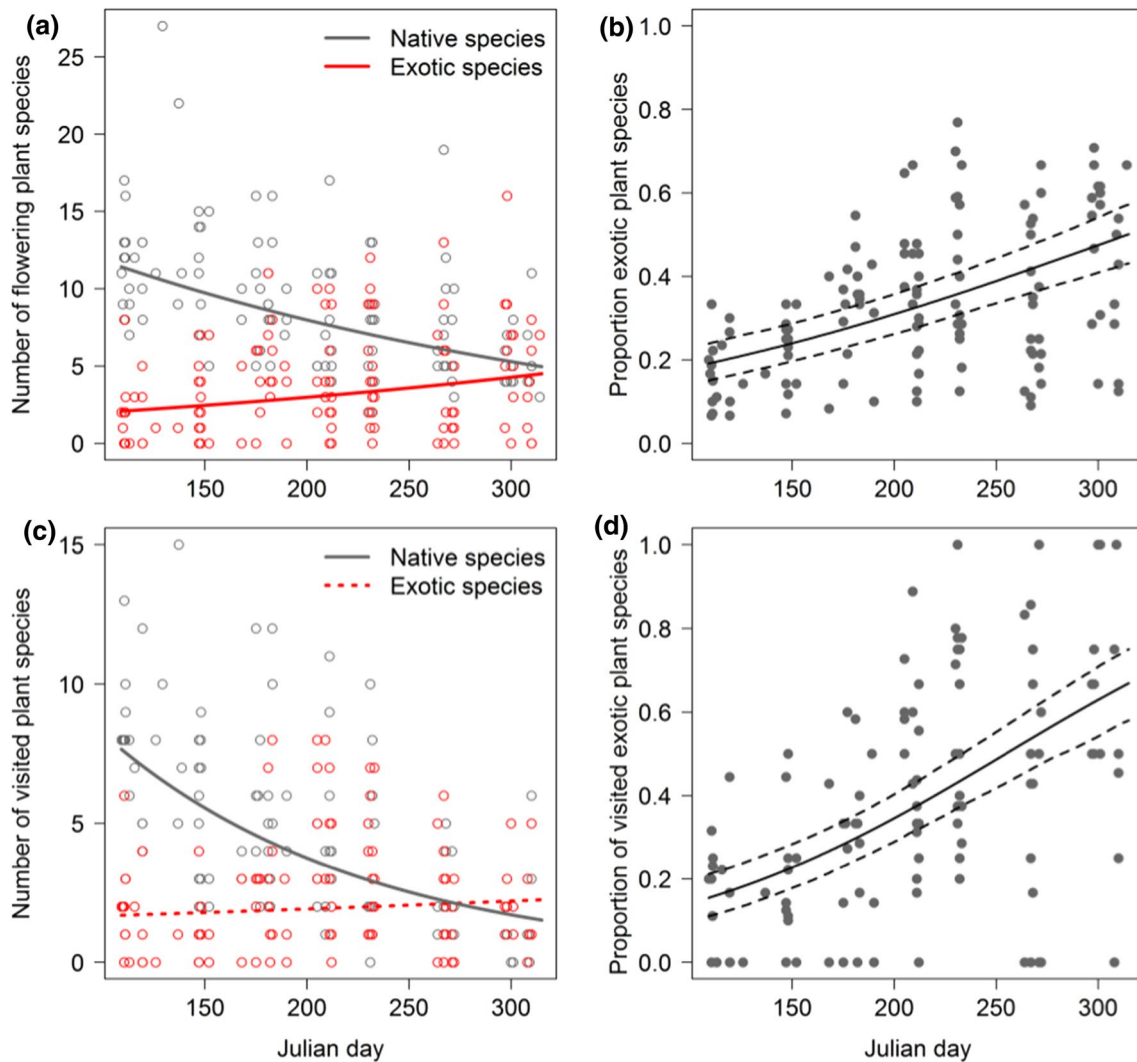 (a)
Native species
Exotic species
Number of flowering plant species
25
20
15
10
5
0
150
200
250
300
(b)
Proportion exotic plant species
1.0
0.8
0.6
0.4
0.2
0.0
150
200
250
300
(c)
Native species
Exotic species
Number of visited plant species
15
10
5
0
150
200
250
300
Julian day
(d)
Proportion of visited exotic plant species
1.0
0.8
0.6
0.4
0.2
0.0
150
200
250
300
Julian day